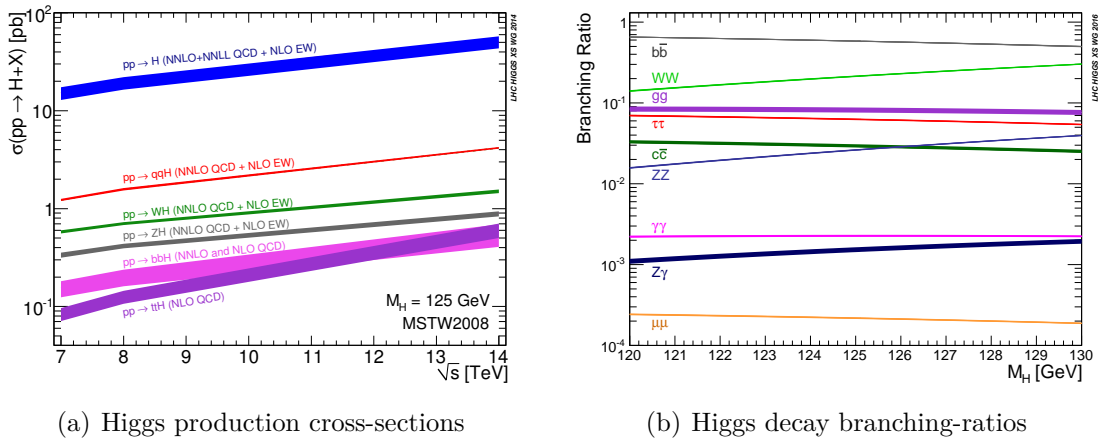 σ(pp → H+X) [pb]
10²
10
1
10⁻¹
pp → H (NNLO+NNLL QCD + NLO EW)
pp → qqH (NNLO QCD + NLO EW)
pp → WH (NNLO QCD + NLO EW)
pp → ZH (NNLO QCD + NLO EW)
pp → bbH (NNLO and NLO QCD)
pp → ttH (NLO QCD)
M_H = 125 GeV
MSTW2008
LHC HIGGS XS WG 2014
7 8 9 10 11 12 13 14
√s [TeV]
(a) Higgs production cross-sections
Branching Ratio
1
10⁻¹
10⁻²
10⁻³
10⁻⁴
bb̄
WW
gg
ττ
cc̄
ZZ
γγ
Zγ
μμ
LHC HIGGS XS WG 2016
120 121 122 123 124 125 126 127 128 129 130
M_H [GeV]
(b) Higgs decay branching-ratios